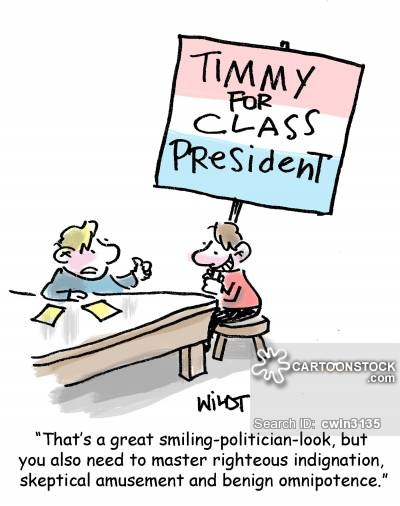 TIMMY
FOR
CLASS
PResideNT
CARTOONSTOCK
.com
WiLDT
Search ID: cwln3135
“That’s a great smiling-politician-look, but
you also need to master righteous indignation,
skeptical amusement and benign omnipotence.”